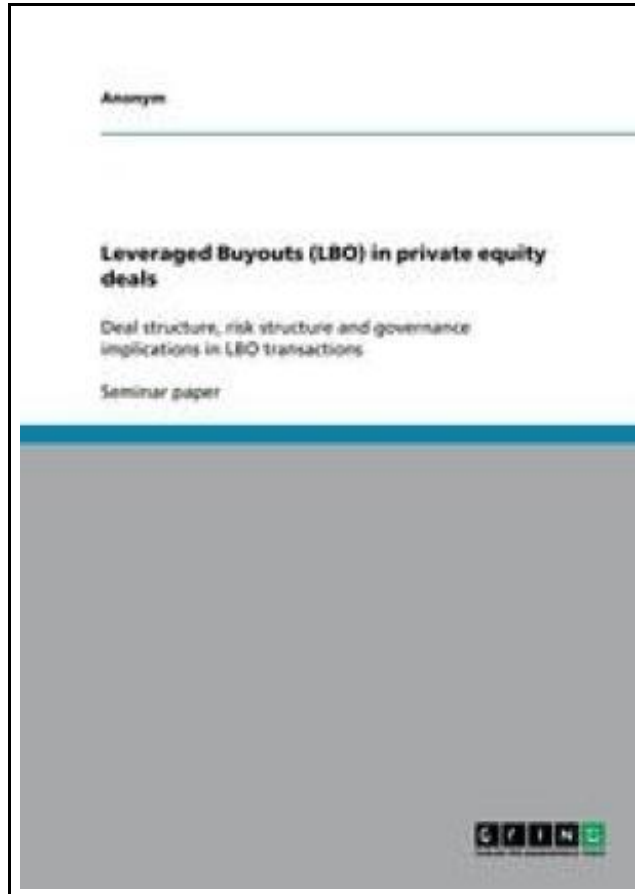 Anonym
Leveraged Buyouts (LBO) in private equity
deals
Deal structure, risk structure and governance
implications in LBO transactions
Seminar paper
GRIN